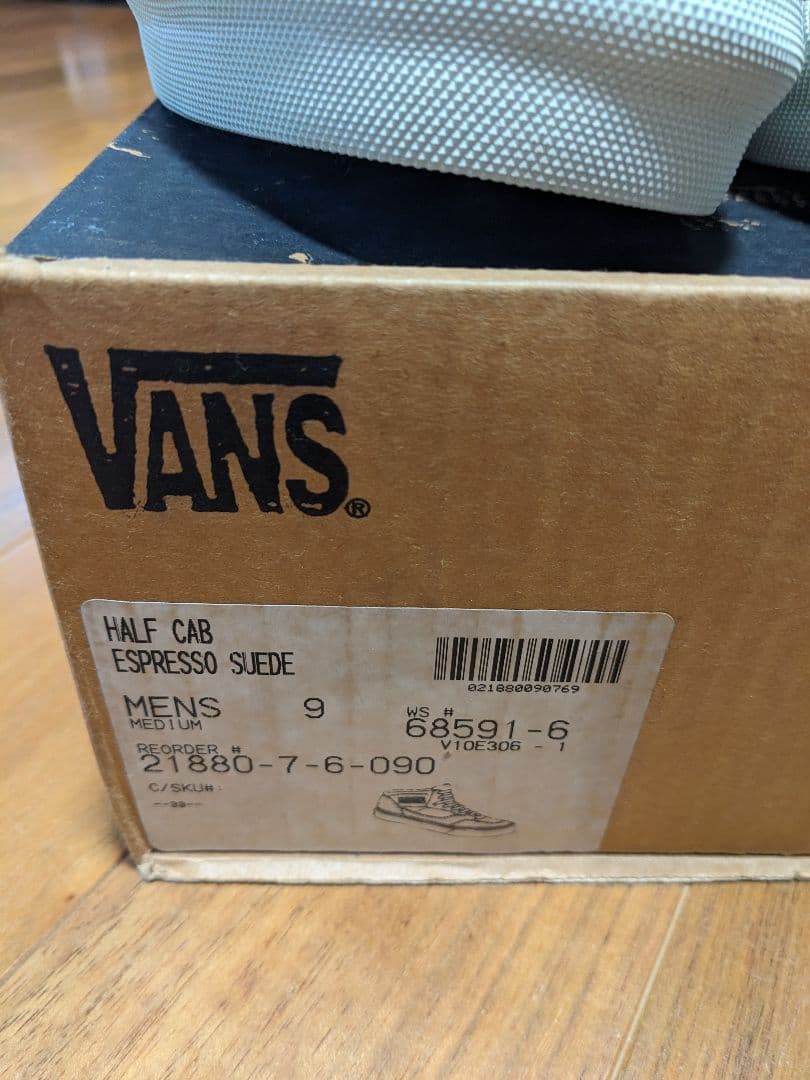 VANS®
HALF CAB
ESPRESSO SUEDE
021880090769
MENS 9
MEDIUM
WS #
68591-6
V10E306 - 1
REORDER #
21880-7-6-090
C/SKU#: